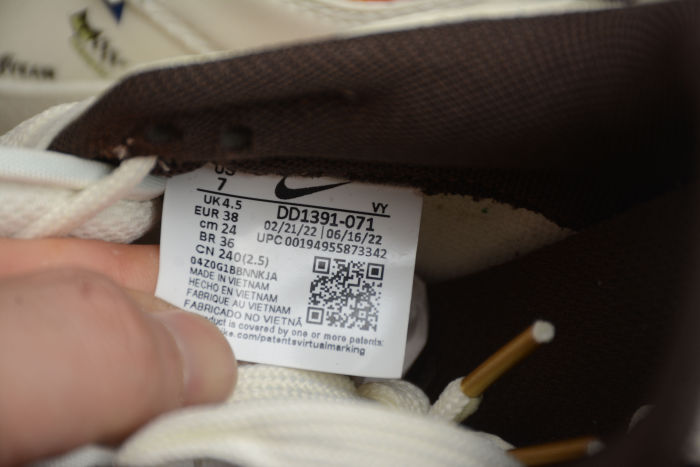 US
7
VY
UK 4.5
EUR 38
cm 24
BR 36
CN 240(2.5)
DD1391-071
02/21/22 | 06/16/22
UPC 00194955873342
04Z0G1BBNNKJA
MADE IN VIETNAM
HECHO EN VIETNAM
FABRIQUE AU VIETNAM
FABRICADO NO VIETNÃ
is covered by one or more patents:
.com/patentsvirtualmarking